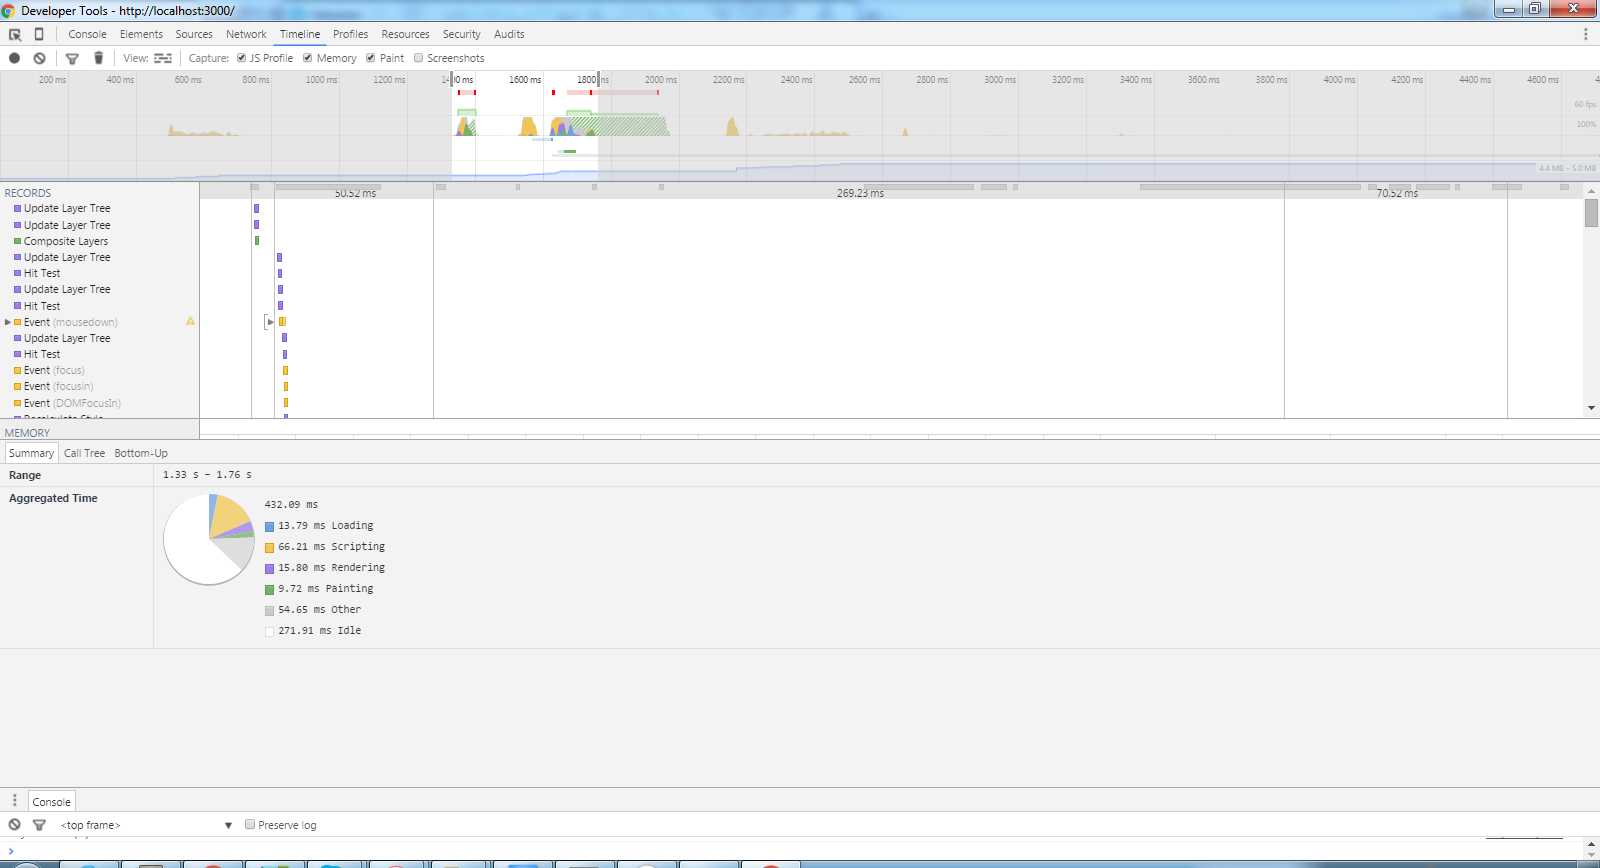 Developer Tools - http://localhost:3000/
Console Elements Sources Network Timeline Profiles Resources Security Audits
View: Capture: JS Profile Memory Paint Screenshots
200 ms 400 ms 600 ms 800 ms 1000 ms 1200 ms 1600 ms 2000 ms 2200 ms 2400 ms 2600 ms 2800 ms 3000 ms 3200 ms 3400 ms 3600 ms 3800 ms 4000 ms 4200 ms 4400 ms 4600 ms
60 fps
100%
4.4 MB – 5.0 MB
RECORDS 50.52 ms 269.23 ms 70.52 ms
Update Layer Tree
Update Layer Tree
Composite Layers
Update Layer Tree
Hit Test
Update Layer Tree
Hit Test
Event (mousedown)
Update Layer Tree
Hit Test
Event (focus)
Event (focusin)
Event (DOMFocusIn)
Recalculate Style
MEMORY
Summary Call Tree Bottom-Up
Range 1.33 s – 1.76 s
Aggregated Time
432.09 ms
13.79 ms Loading
66.21 ms Scripting
15.80 ms Rendering
9.72 ms Painting
54.65 ms Other
271.91 ms Idle
Console
<top frame> ▼ Preserve log